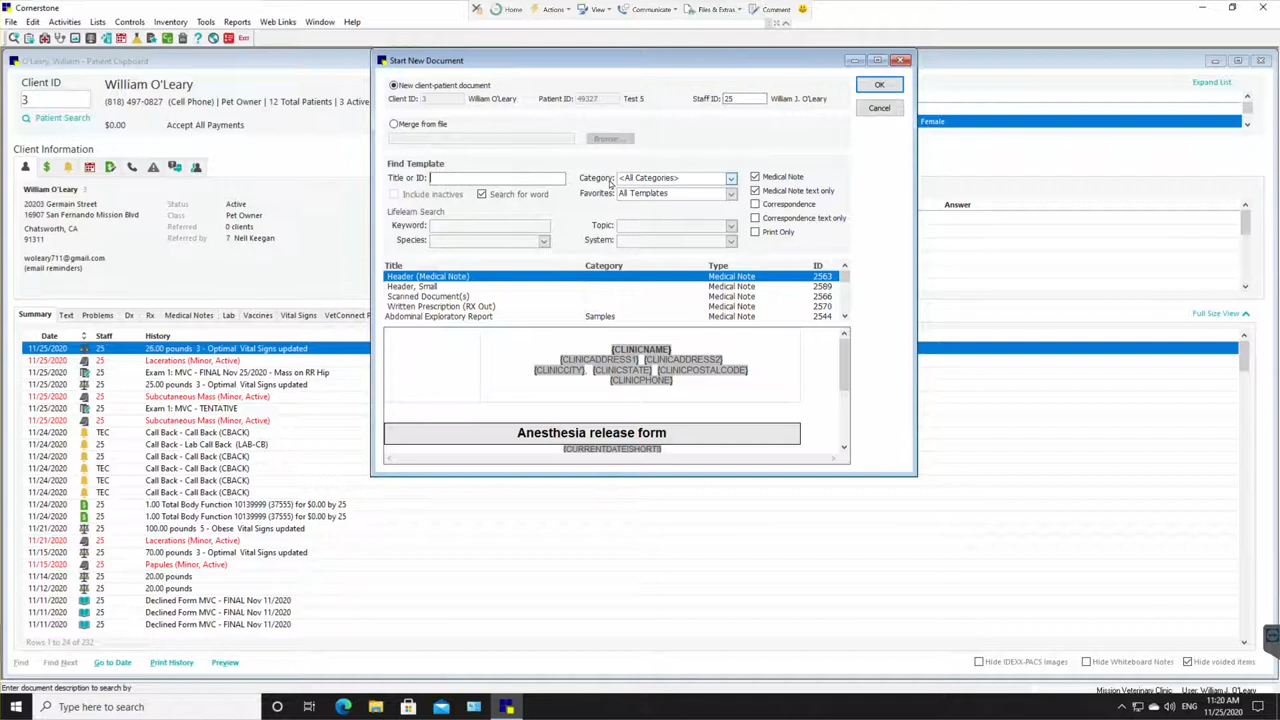 Cornerstone
Home Actions View Communicate Files & Extras Comment
File Edit Activities Lists Controls Inventory Tools Reports Web Links Window Help
Exit
O'Leary, William - Patient Clipboard
Client ID
3
William O'Leary
(818) 497-0827 (Cell Phone) | Pet Owner | 12 Total Patients | 3 Active
Patient Search
$0.00 Accept All Payments
Expand List
Female
Client Information
William O'Leary 3
20203 Germain Street
16907 San Fernando Mission Blvd
Chatsworth, CA
91311
woleary711@gmail.com
(email reminders)
Status Active
Class Pet Owner
Referred 0 clients
Referred by 7 Nell Keegan
Answer
Start New Document
New client-patient document
Client ID: 3 William O'Leary Patient ID: 49327 Test 5 Staff ID: 25 William J. O'Leary
Merge from file
Browse...
OK
Cancel
Find Template
Title or ID: Category: <All Categories>
Include inactives Search for word Favorites: All Templates
Medical Note
Medical Note text only
Correspondence
Correspondence text only
Print Only
Lifelearn Search
Keyword: Topic:
Species: System:
Title Category Type ID
Header (Medical Note) Medical Note 2563
Header, Small Medical Note 2589
Scanned Document(s) Medical Note 2566
Written Prescription (RX Out) Medical Note 2570
Abdominal Exploratory Report Samples Medical Note 2544
{CLINICNAME}
{CLINICADDRESS1} {CLINICADDRESS2}
{CLINICCITY}, {CLINICSTATE} {CLINICPOSTALCODE}
{CLINICPHONE}
Anesthesia release form
{CURRENTDATE|SHORT}
Summary Text Problems Dx Rx Medical Notes Lab Vaccines Vital Signs VetConnect P
Full Size View
Date Staff History
11/25/2020 25 26.00 pounds 3 - Optimal Vital Signs updated
11/25/2020 25 Lacerations (Minor, Active)
11/25/2020 25 Exam 1: MVC - FINAL Nov 25/2020 - Mass on RR Hip
11/25/2020 25 25.00 pounds 3 - Optimal Vital Signs updated
11/25/2020 25 Subcutaneous Mass (Minor, Active)
11/25/2020 25 Exam 1: MVC - TENTATIVE
11/25/2020 25 Subcutaneous Mass (Minor, Active)
11/24/2020 TEC Call Back - Call Back (CBACK)
11/24/2020 25 Call Back - Lab Call Back (LAB-CB)
11/24/2020 25 Call Back - Call Back (CBACK)
11/24/2020 TEC Call Back - Call Back (CBACK)
11/24/2020 TEC Call Back - Call Back (CBACK)
11/24/2020 TEC Call Back - Call Back (CBACK)
11/24/2020 25 1.00 Total Body Function 10139999 (37555) for $0.00 by 25
11/24/2020 25 1.00 Total Body Function 10139999 (37555) for $0.00 by 25
11/21/2020 25 100.00 pounds 5 - Obese Vital Signs updated
11/21/2020 25 Lacerations (Minor, Active)
11/15/2020 25 70.00 pounds 3 - Optimal Vital Signs updated
11/15/2020 25 Papules (Minor, Active)
11/14/2020 25 20.00 pounds
11/12/2020 25 20.00 pounds
11/11/2020 25 Declined Form MVC - FINAL Nov 11/2020
11/11/2020 25 Declined Form MVC - FINAL Nov 11/2020
11/11/2020 25 Declined Form MVC - FINAL Nov 11/2020
Rows 1 to 24 of 232
Find Find Next Go to Date Print History Preview
Hide IDEXX-PACS images Hide Whiteboard Notes Hide voided items
Enter document description to search by
Mission Veterinary Clinic User: William J. O'Leary
Type here to search
ENG
11:20 AM
11/25/2020